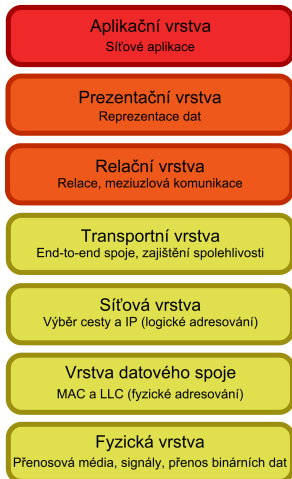 Aplikační vrstva
Síťové aplikace
Prezentační vrstva
Reprezentace dat
Relační vrstva
Relace, meziuzlová komunikace
Transportní vrstva
End-to-end spoje, zajištění spolehlivosti
Síťová vrstva
Výběr cesty a IP (logické adresování)
Vrstva datového spoje
MAC a LLC (fyzické adresování)
Fyzická vrstva
Přenosová média, signály, přenos binárních dat